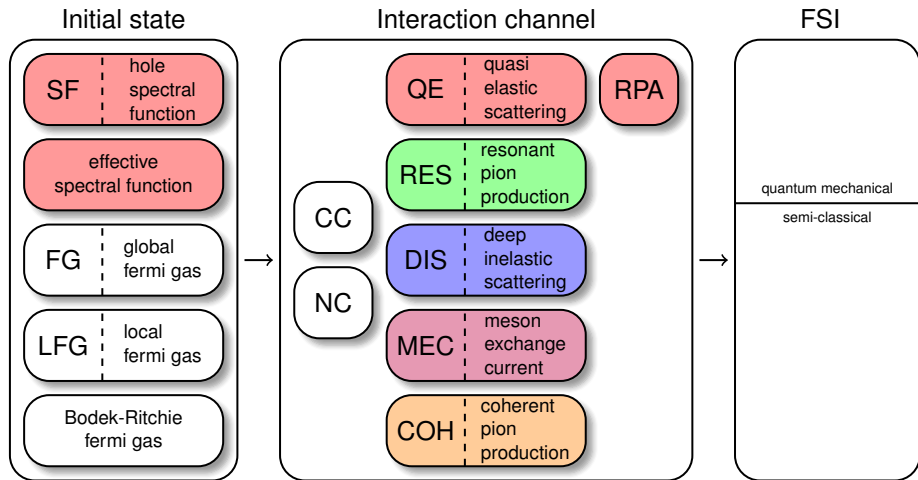 Initial state
SF
hole
spectral
function
effective
spectral function
FG
global
fermi gas
LFG
local
fermi gas
Bodek-Ritchie
fermi gas
Interaction channel
CC
NC
QE
quasi
elastic
scattering
RPA
RES
resonant
pion
production
DIS
deep
inelastic
scattering
MEC
meson
exchange
current
COH
coherent
pion
production
FSI
quantum mechanical
semi-classical